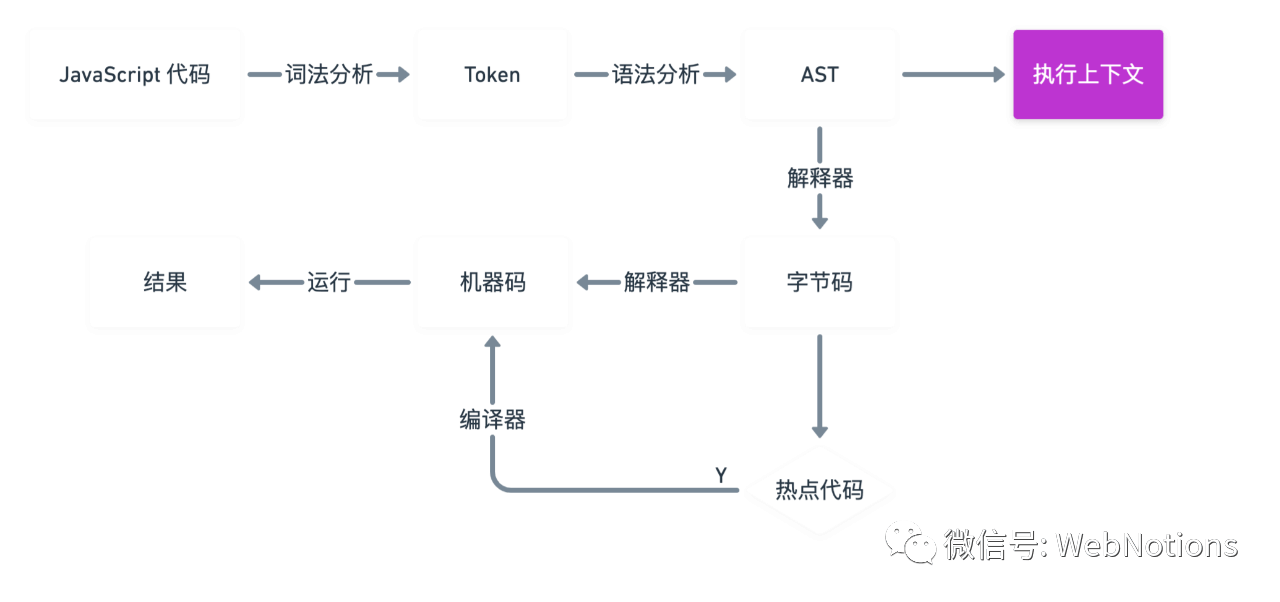 JavaScript 代码
词法分析
Token
语法分析
AST
执行上下文
解释器
结果
运行
机器码
解释器
字节码
编译器
Y
热点代码
微信号: WebNotions